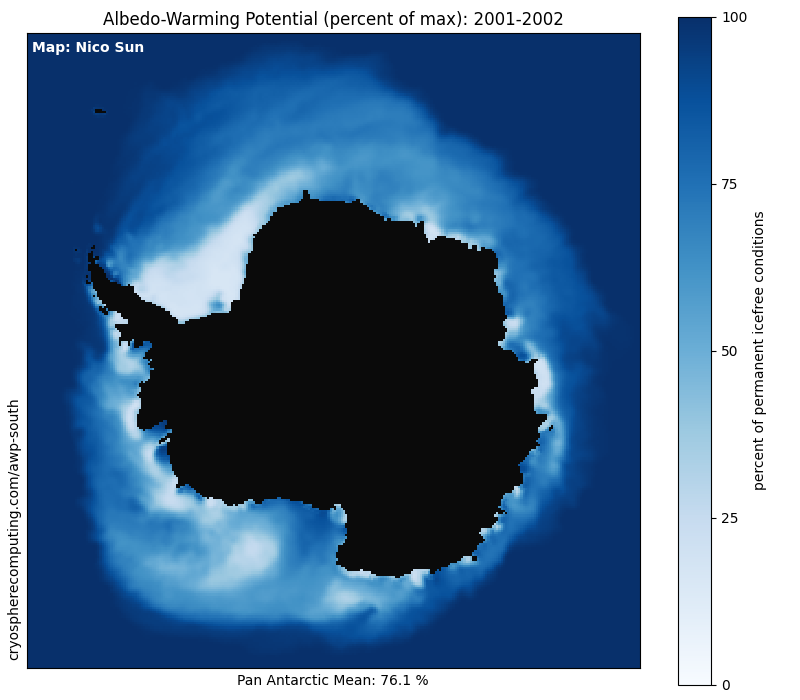 Albedo-Warming Potential (percent of max): 2001-2002
Map: Nico Sun
100
75
50
25
0
percent of permanent icefree conditions
cryospherecomputing.com/awp-south
Pan Antarctic Mean: 76.1 %